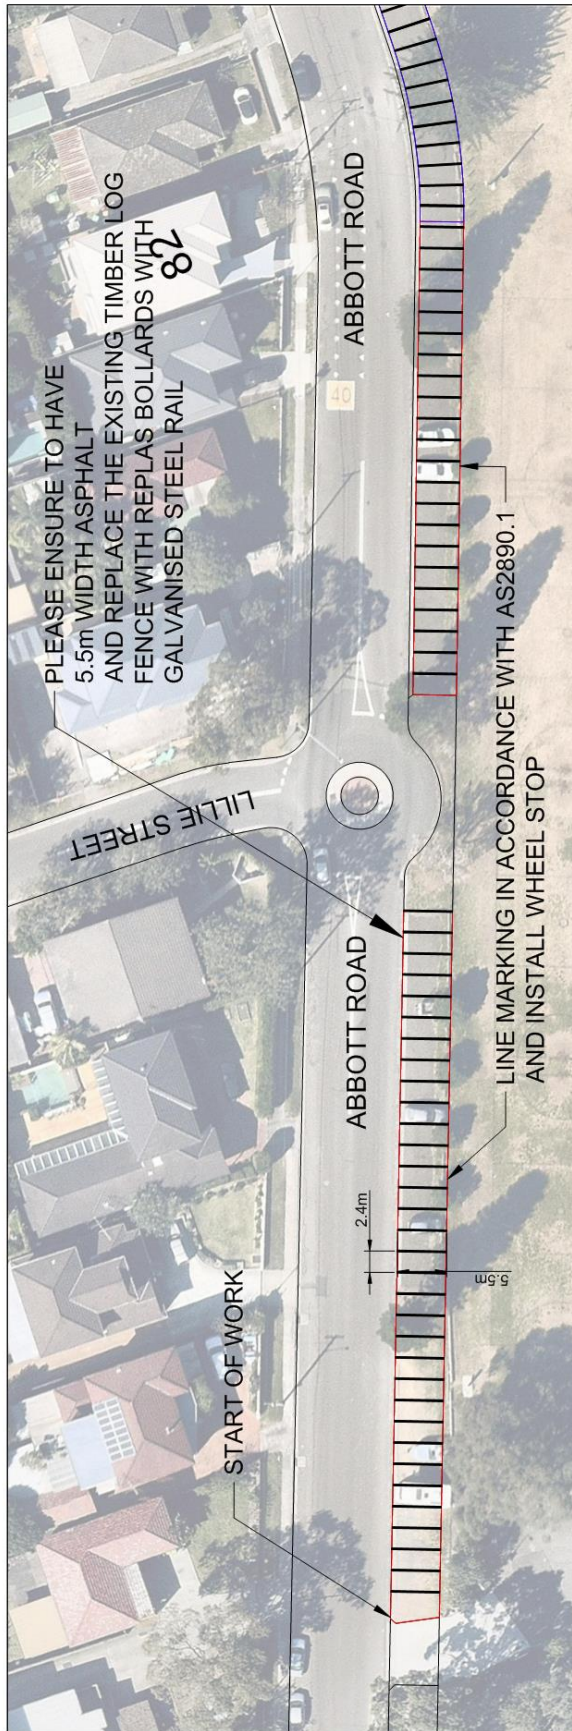 PLEASE ENSURE TO HAVE
5.5m WIDTH ASPHALT
AND REPLACE THE EXISTING TIMBER LOG
FENCE WITH REPLAS BOLLARDS WITH
GALVANISED STEEL RAIL
82
LILLIE STREET
ABBOTT ROAD
40
ABBOTT ROAD
START OF WORK
2.4m
5.5m
LINE MARKING IN ACCORDANCE WITH AS2890.1
AND INSTALL WHEEL STOP